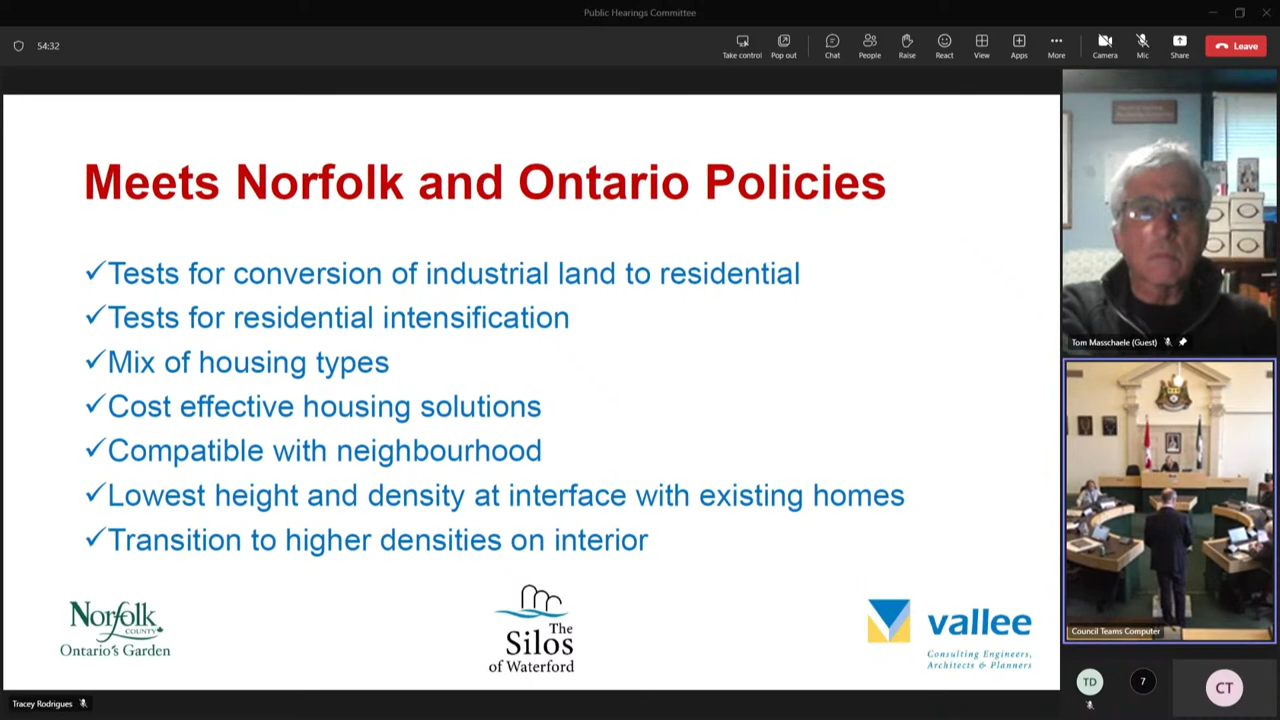 Public Hearings Committee
54:32
Take control
Pop out
Chat
People
Raise
React
View
Apps
More
Camera
Mic
Share
Leave
Meets Norfolk and Ontario Policies
✓Tests for conversion of industrial land to residential
✓Tests for residential intensification
✓Mix of housing types
✓Cost effective housing solutions
✓Compatible with neighbourhood
✓Lowest height and density at interface with existing homes
✓Transition to higher densities on interior
Norfolk
COUNTY
Ontario's Garden
The
Silos
of Waterford
vallee
Consulting Engineers,
Architects & Planners
Tom Masschaele (Guest)
Council Teams Computer
TD
7
CT
Tracey Rodrigues